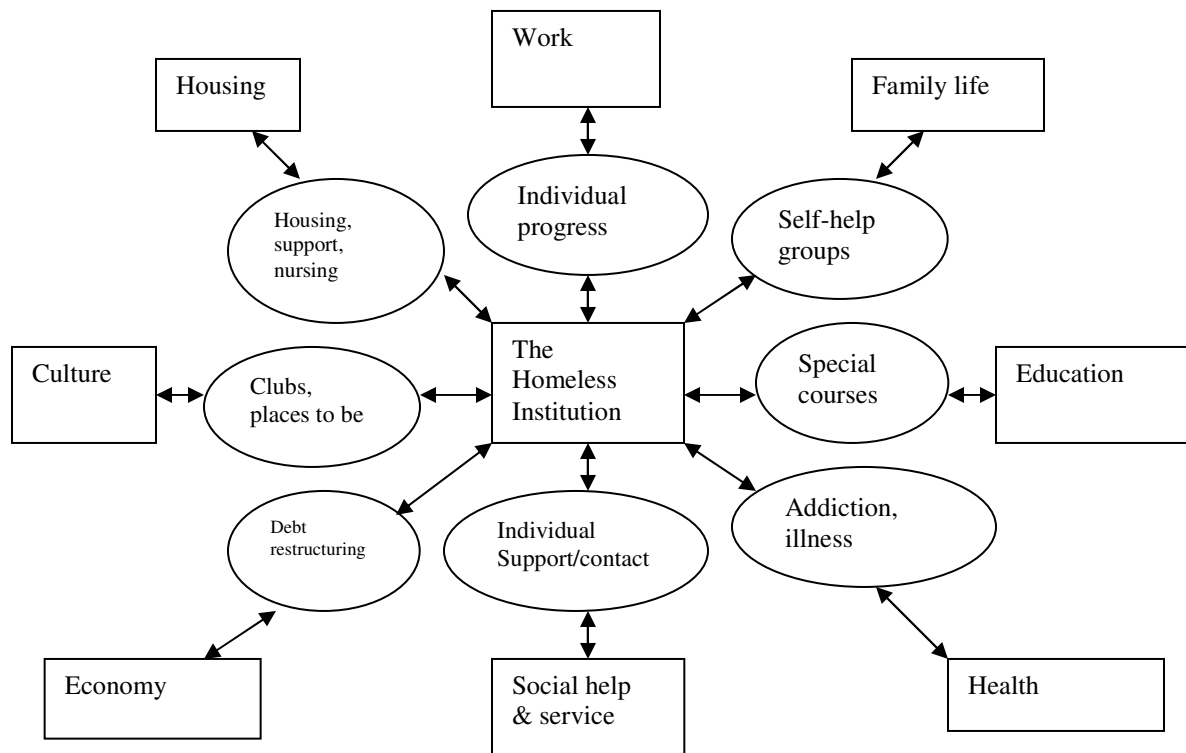 Work
Housing
Family life
Individual
progress
Housing,
support,
nursing
Self-help
groups
The
Homeless
Institution
Culture
Clubs,
places to be
Special
courses
Education
Debt
restructuring
Individual
Support/contact
Addiction,
illness
Economy
Social help
& service
Health